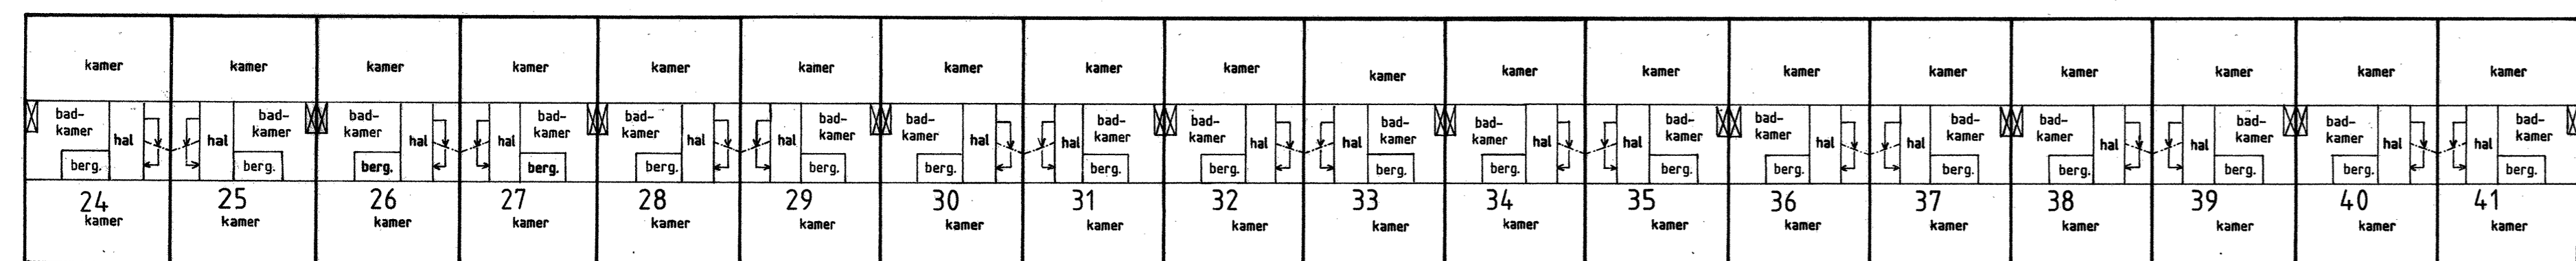 kamer kamer kamer kamer kamer kamer kamer kamer kamer kamer kamer kamer kamer kamer kamer kamer kamer kamer
bad- bad- bad- bad- bad- bad- bad- bad- bad- bad- bad- bad- bad- bad- bad- bad- bad- bad-
kamer hal hal kamer kamer hal hal kamer kamer hal hal kamer kamer hal hal kamer kamer hal hal kamer kamer hal hal kamer kamer hal hal kamer kamer hal hal kamer kamer hal hal kamer
berg. berg. berg. berg. berg. berg. berg. berg. berg. berg. berg. berg. berg. berg. berg. berg. berg. berg.
24 25 26 27 28 29 30 31 32 33 34 35 36 37 38 39 40 41
kamer kamer kamer kamer kamer kamer kamer kamer kamer kamer kamer kamer kamer kamer kamer kamer kamer kamer